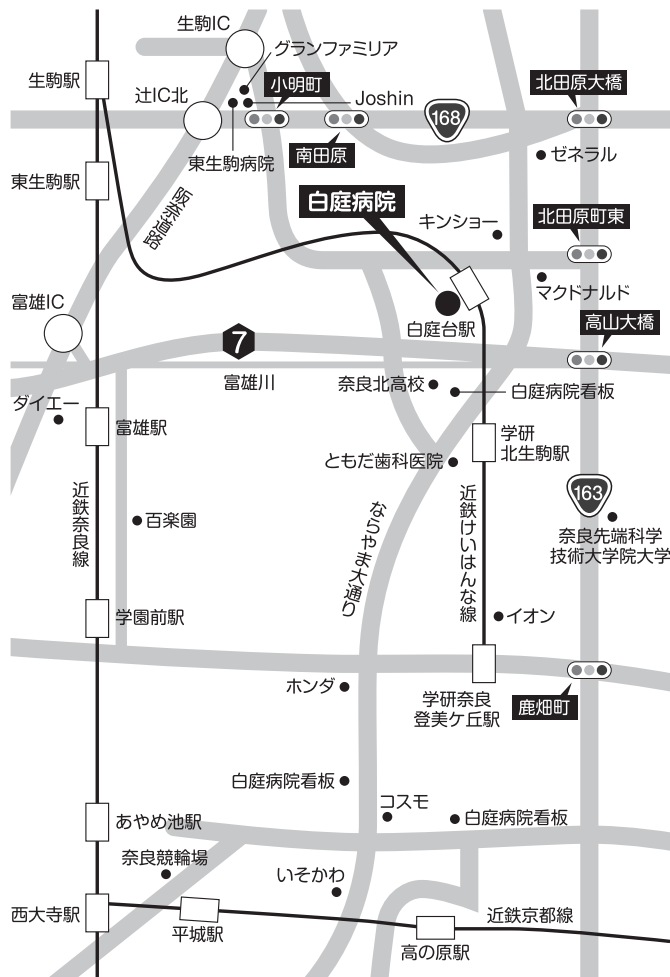 生駒IC
グランファミリア
生駒駅
小明町
北田原大橋
辻IC北
Joshin
168
東生駒病院
南田原
ゼネラル
東生駒駅
白庭病院
阪奈道路
キンショー
北田原町東
マクドナルド
富雄IC
白庭台駅
高山大橋
7
富雄川
奈良北高校
白庭病院看板
ダイエー
富雄駅
学研
北生駒駅
ともだ歯科医院
近鉄奈良線
近鉄けいはんな線
163
ならやま大通り
百楽園
奈良先端科学
技術大学院大学
学園前駅
イオン
ホンダ
学研奈良
登美ケ丘駅
鹿畑町
白庭病院看板
コスモ
あやめ池駅
白庭病院看板
奈良競輪場
いそかわ
西大寺駅
平城駅
近鉄京都線
高の原駅